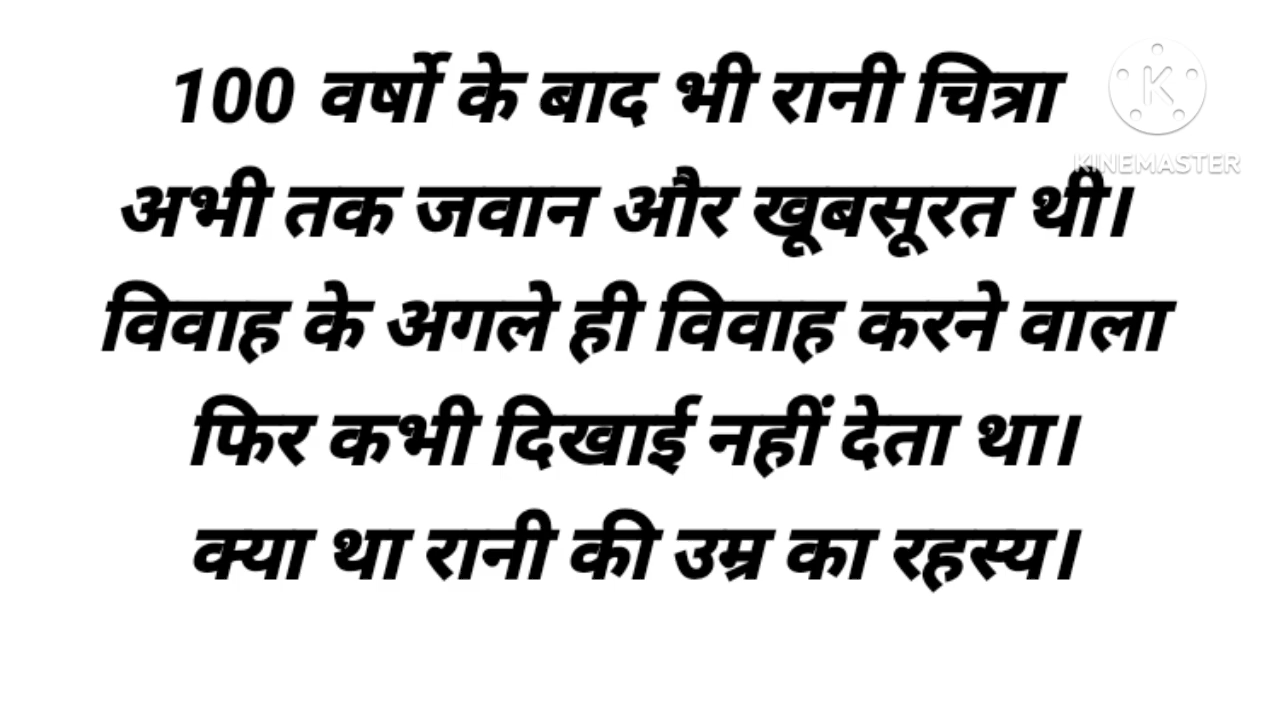 100 वर्षो के बाद भी रानी चित्रा
अभी तक जवान और खूबसूरत थी।
विवाह के अगले ही विवाह करने वाला
फिर कभी दिखाई नहीं देता था।
क्या था रानी की उम्र का रहस्य।
K
KINEMASTER